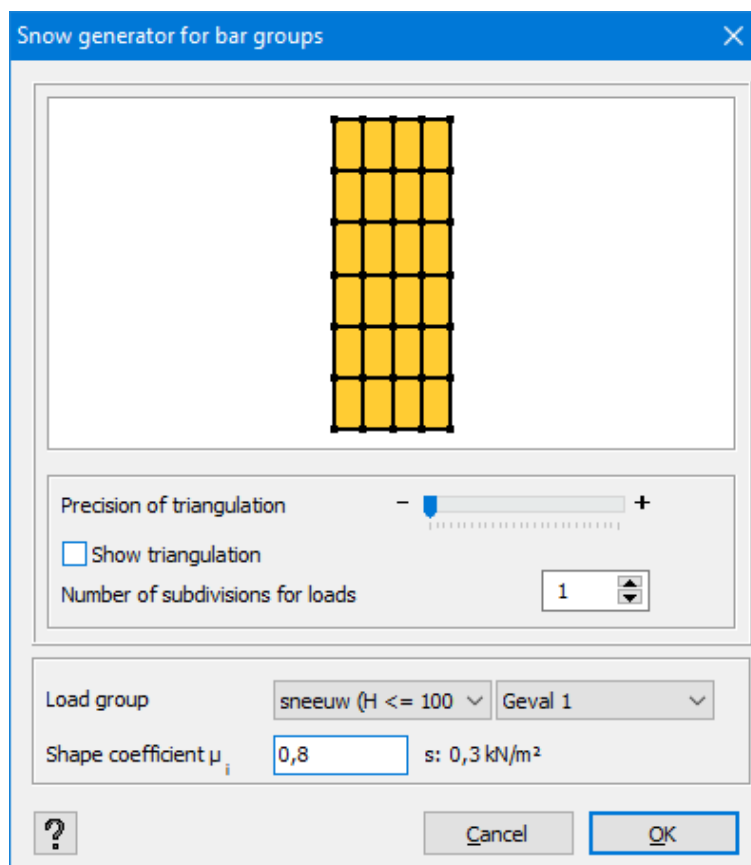 Snow generator for bar groups
Precision of triangulation - +
Show triangulation
Number of subdivisions for loads 1
Load group sneeuw (H <= 100 Geval 1
Shape coefficient μ i 0,8 s: 0,3 kN/m²
? Cancel OK